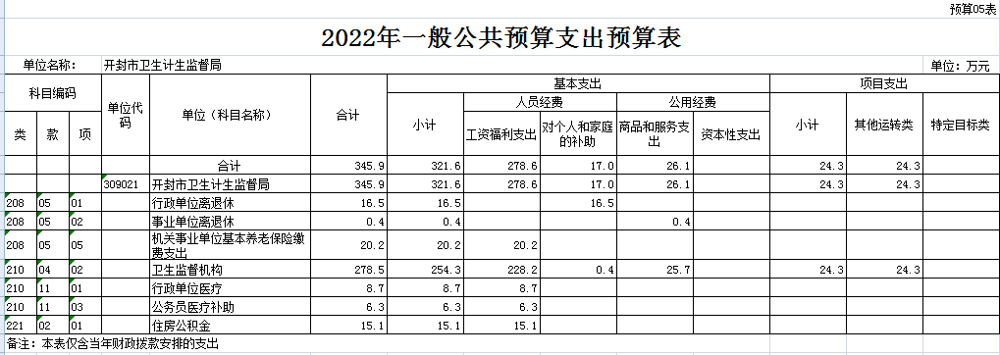 预算05表
2022年一般公共预算支出预算表
单位名称： 开封市卫生计生监督局 单位：万元
科目编码 单位代码 单位（科目名称） 合计 基本支出 项目支出
小计 人员经费 公用经费 小计 其他运转类 特定目标类
类 款 项 工资福利支出 对个人和家庭的补助 商品和服务支出 资本性支出
合计 345.9 321.6 278.6 17.0 26.1 24.3 24.3
309021 开封市卫生计生监督局 345.9 321.6 278.6 17.0 26.1 24.3 24.3
208 05 01 行政单位离退休 16.5 16.5 16.5
208 05 02 事业单位离退休 0.4 0.4 0.4
208 05 05 机关事业单位基本养老保险缴费支出 20.2 20.2 20.2
210 04 02 卫生监督机构 278.5 254.3 228.2 0.4 25.7 24.3 24.3
210 11 01 行政单位医疗 8.7 8.7 8.7
210 11 03 公务员医疗补助 6.3 6.3 6.3
221 02 01 住房公积金 15.1 15.1 15.1
备注：本表仅含当年财政拨款安排的支出